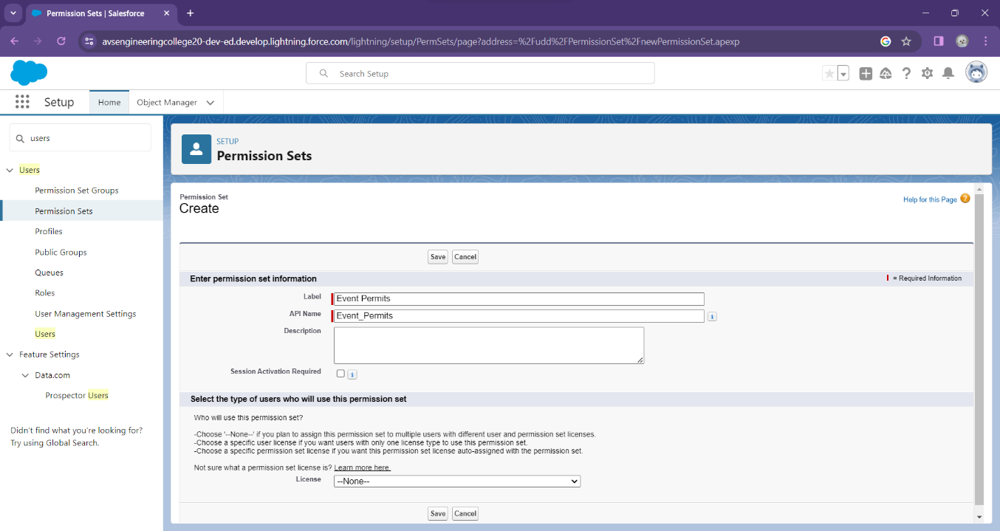 Permission Sets | Salesforce
avsengineeringcollege20-dev-ed.develop.lightning.force.com/lightning/setup/PermSets/page?address=%2Fudd%2FPermissionSet%2FnewPermissionSet.apexp
Search Setup
Setup
Home
Object Manager
users
Users
Permission Set Groups
Permission Sets
Profiles
Public Groups
Queues
Roles
User Management Settings
Users
Feature Settings
Data.com
Prospector Users
Didn't find what you're looking for?
Try using Global Search.
SETUP
Permission Sets
Permission Set
Create
Help for this Page ?
Save Cancel
Enter permission set information
= Required Information
Label Event Permits
API Name Event_Permits i
Description
Session Activation Required i
Select the type of users who will use this permission set
Who will use this permission set?
-Choose '--None--' if you plan to assign this permission set to multiple users with different user and permission set licenses.
-Choose a specific user license if you want users with only one license type to use this permission set.
-Choose a specific permission set license if you want this permission set license auto-assigned with the permission set.
Not sure what a permission set license is? Learn more here.
License --None--
Save Cancel